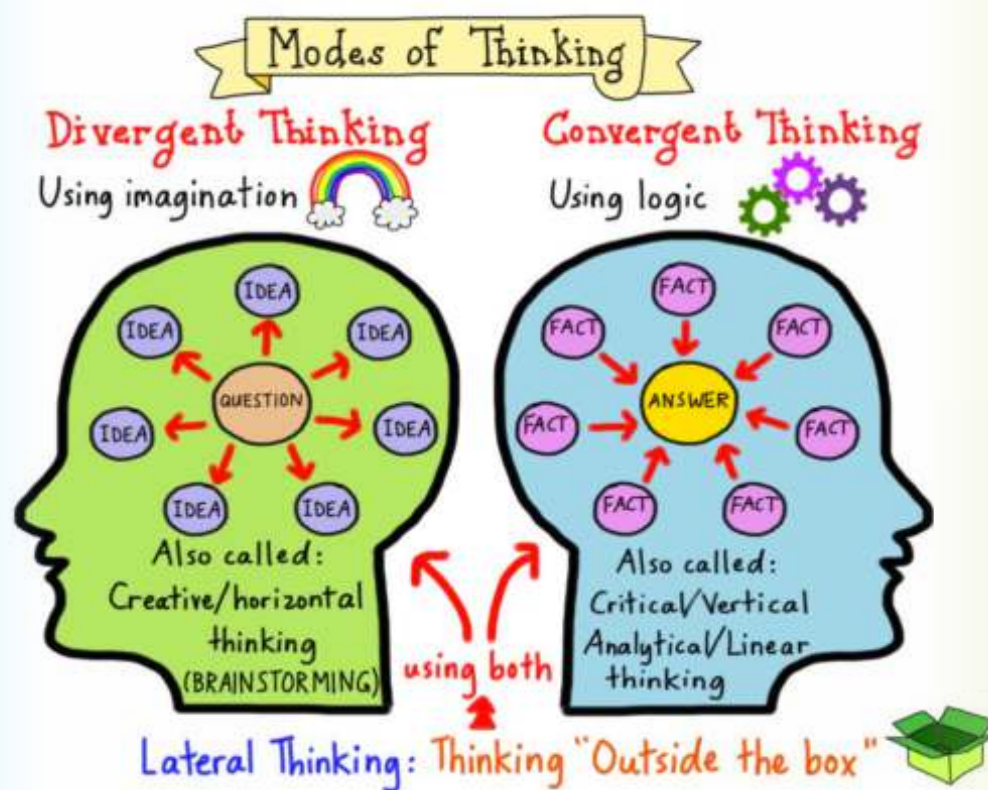 Modes of Thinking
Divergent Thinking
Using imagination
IDEA
IDEA
IDEA
QUESTION
IDEA
IDEA
IDEA
IDEA
Also called:
Creative/horizontal
thinking
(BRAINSTORMING)
Convergent Thinking
Using logic
FACT
FACT
FACT
ANSWER
FACT
FACT
FACT
FACT
Also called:
Critical/Vertical
Analytical/Linear
thinking
using both
Lateral Thinking: Thinking "Outside the box"